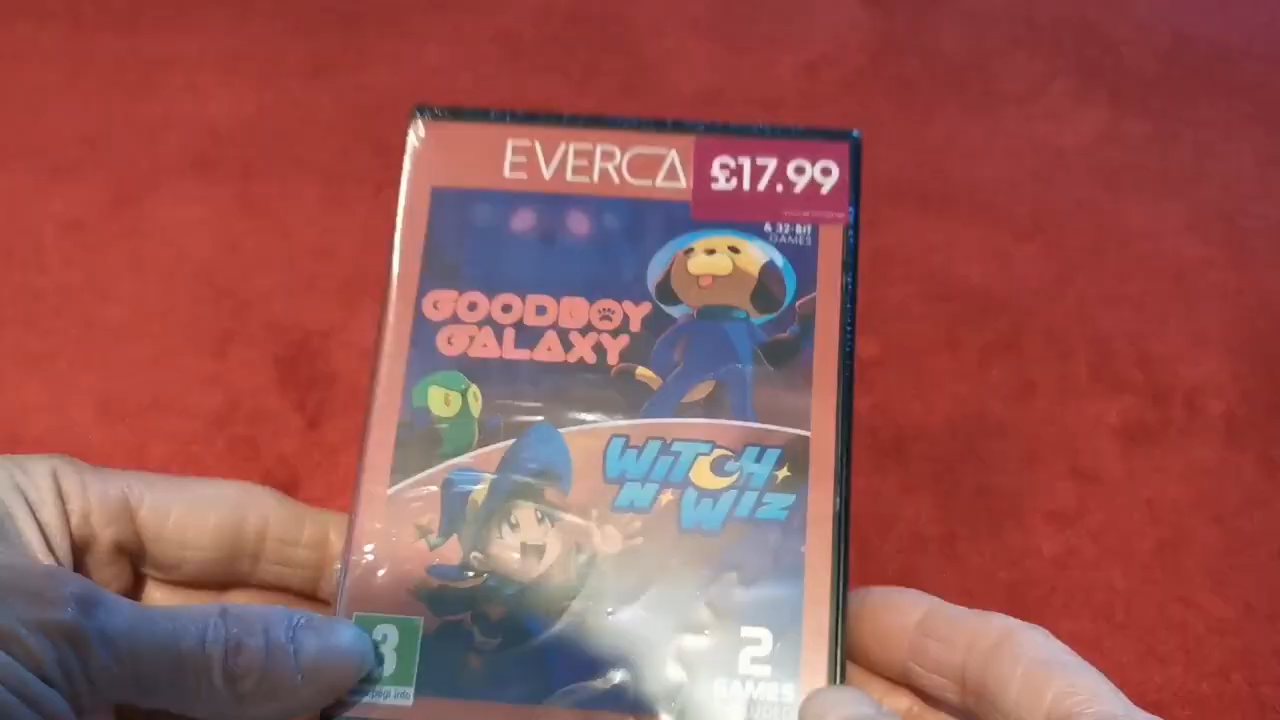 EVERCA
£17.99
& 32-BIT
GAMES
GOODBOY
GALAXY
WITCH
N WIZ
3
2
GAMES